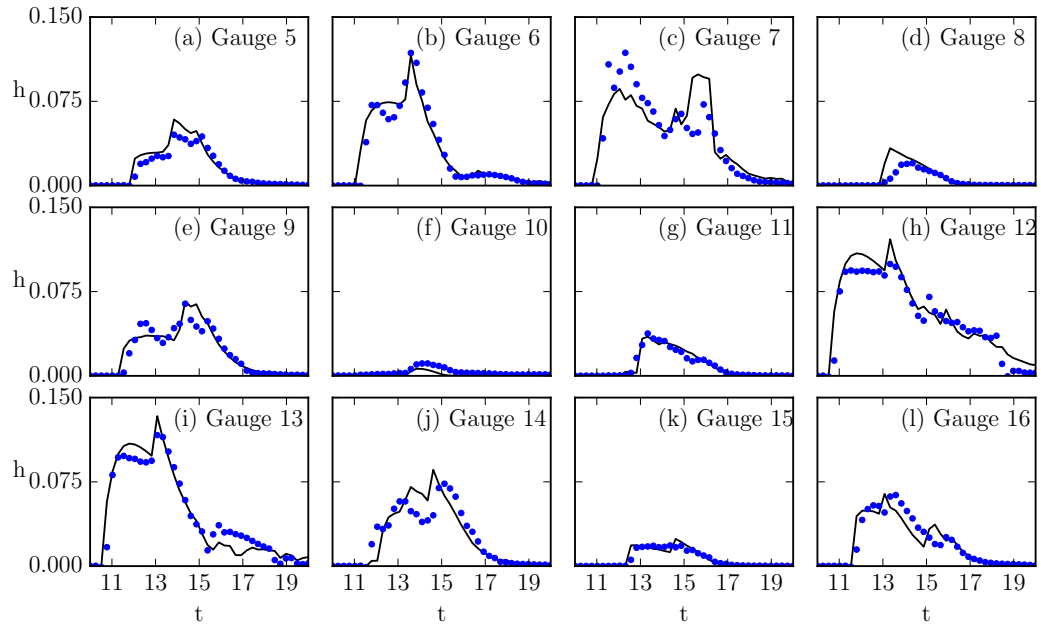 0.150
(a) Gauge 5
(b) Gauge 6
(c) Gauge 7
(d) Gauge 8
h
0.075
0.000
0.150
(e) Gauge 9
(f) Gauge 10
(g) Gauge 11
(h) Gauge 12
h
0.075
0.000
0.150
(i) Gauge 13
(j) Gauge 14
(k) Gauge 15
(l) Gauge 16
h
0.075
0.000
11 13 15 17 19
11 13 15 17 19
11 13 15 17 19
11 13 15 17 19
t
t
t
t